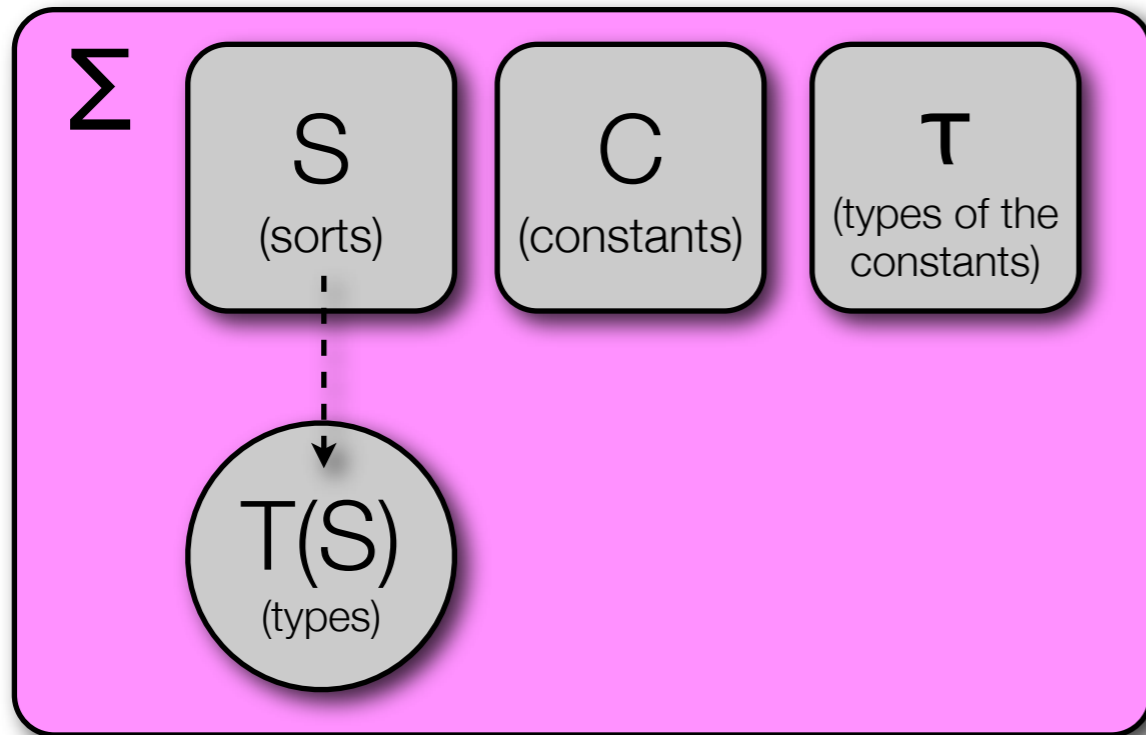 Σ
S
(sorts)
C
(constants)
τ
(types of the
constants)
T(S)
(types)